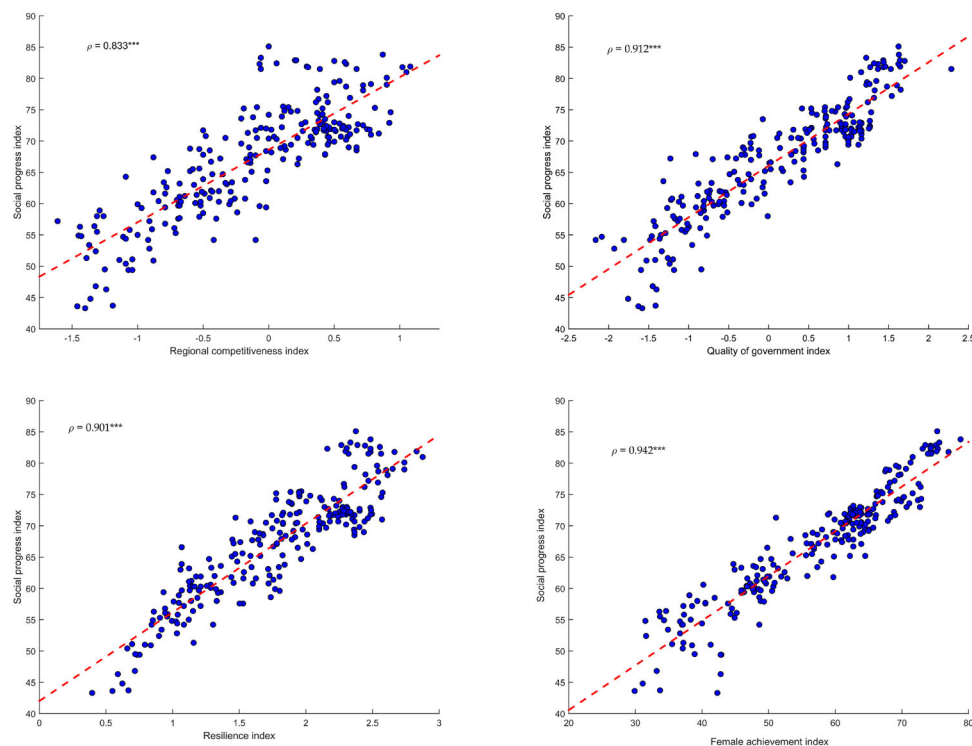 ρ = 0.833***
Social progress index
90
85
80
75
70
65
60
55
50
45
40
-1.5 -1 -0.5 0 0.5 1
Regional competitiveness index
ρ = 0.912***
Social progress index
90
85
80
75
70
65
60
55
50
45
40
-2.5 -2 -1.5 -1 -0.5 0 0.5 1 1.5 2 2.5
Quality of government index
ρ = 0.901***
Social progress index
90
85
80
75
70
65
60
55
50
45
40
0 0.5 1 1.5 2 2.5 3
Resilience index
ρ = 0.942***
Social progress index
90
85
80
75
70
65
60
55
50
45
40
20 30 40 50 60 70 80
Female achievement index